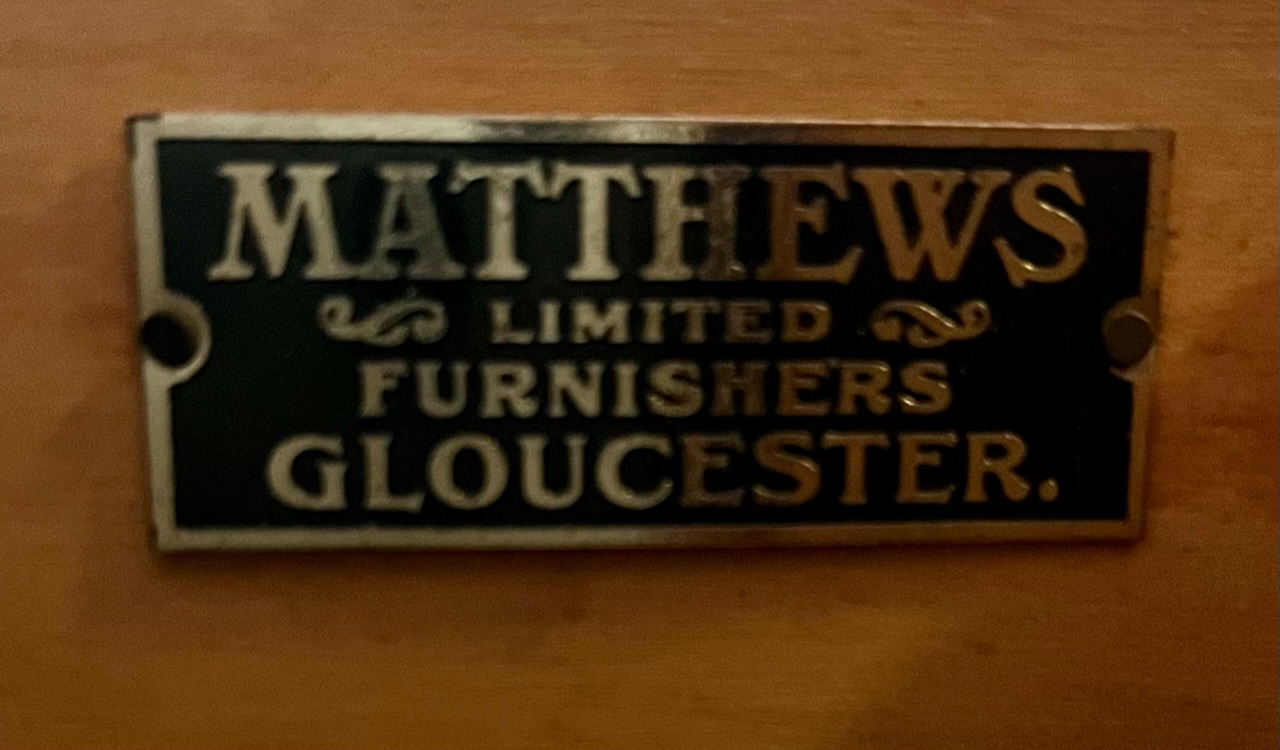 MATTHEWS
LIMITED
FURNISHERS
GLOUCESTER.